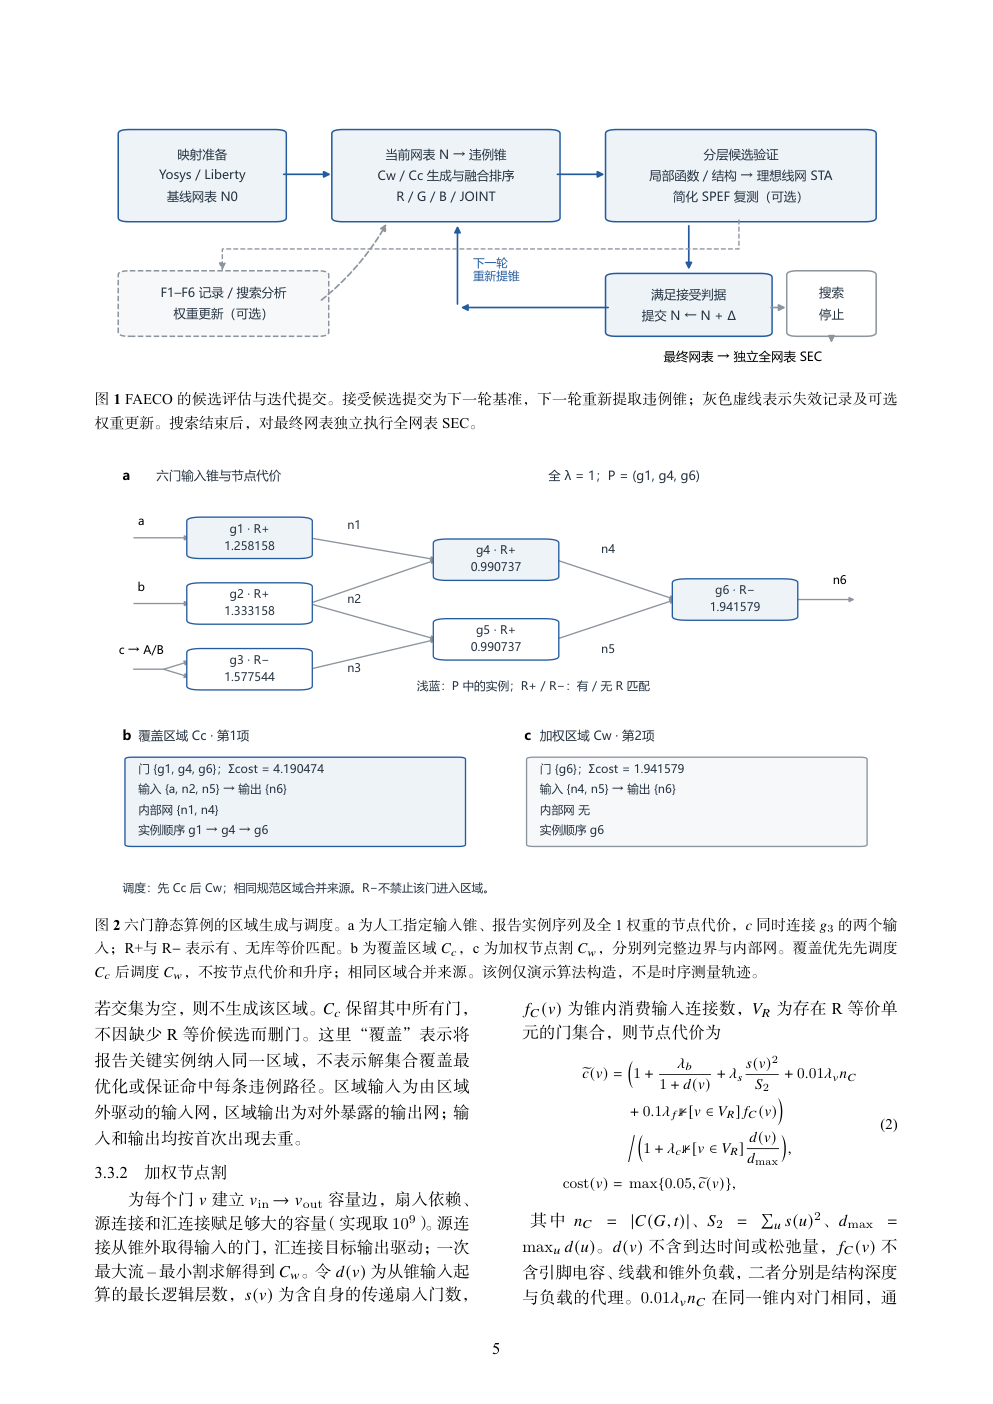 映射准备
Yosys / Liberty
基线网表 N0
当前网表 N → 违例锥
Cw / Cc 生成与融合排序
R / G / B / JOINT
分层候选验证
局部函数 / 结构 → 理想线网 STA
简化 SPEF 复测（可选）
下一轮
重新提锥
F1–F6 记录 / 搜索分析
权重更新（可选）
满足接受判据
提交 N ← N + Δ
搜索
停止
最终网表 → 独立全网表 SEC
图 1 FAECO 的候选评估与迭代提交。接受候选提交为下一轮基准，下一轮重新提取违例锥；灰色虚线表示失效记录及可选
权重更新。搜索结束后，对最终网表独立执行全网表 SEC。
a 六门输入锥与节点代价
全 λ = 1；P = (g1, g4, g6)
a
g1 · R+
1.258158
n1
g4 · R+
0.990737
n4
b
g2 · R+
1.333158
n2
g6 · R−
1.941579
n6
c → A/B
g3 · R−
1.577544
n3
g5 · R+
0.990737
n5
浅蓝：P 中的实例；R+ / R−：有 / 无 R 匹配
b 覆盖区域 Cc · 第1项
门 {g1, g4, g6}；Σcost = 4.190474
输入 {a, n2, n5} → 输出 {n6}
内部网 {n1, n4}
实例顺序 g1 → g4 → g6
c 加权区域 Cw · 第2项
门 {g6}；Σcost = 1.941579
输入 {n4, n5} → 输出 {n6}
内部网 无
实例顺序 g6
调度：先 Cc 后 Cw；相同规范区域合并来源。R−不禁止该门进入区域。
图 2 六门静态算例的区域生成与调度。a 为人工指定输入锥、报告实例序列及全 1 权重的节点代价，c 同时连接 g₃ 的两个输
入；R+与 R− 表示有、无库等价匹配。b 为覆盖区域 C_c，c 为加权节点割 C_w，分别列完整边界与内部网。覆盖优先先调度
C_c 后调度 C_w，不按节点代价和升序；相同区域合并来源。该例仅演示算法构造，不是时序测量轨迹。
若交集为空，则不生成该区域。C_c 保留其中所有门，
不因缺少 R 等价候选而删门。这里“覆盖”表示将
报告关键实例纳入同一区域，不表示解集合覆盖最
优化或保证命中每条违例路径。区域输入为由区域
外驱动的输入网，区域输出为对外暴露的输出网；输
入和输出均按首次出现去重。
3.3.2 加权节点割
为每个门 v 建立 v_in → v_out 容量边，扇入依赖、
源连接和汇连接赋足够大的容量（实现取 10⁹）。源连
接从锥外取得输入的门，汇连接目标输出驱动；一次
最大流–最小割求解得到 C_w。令 d(v) 为从锥输入起
算的最长逻辑层数，s(v) 为含自身的传递扇入门数，
f_C(v) 为锥内消费输入连接数，V_R 为存在 R 等价单
元的门集合，则节点代价为
c̃(v) = (1 + λ_b/(1 + d(v)) + λ_s s(v)²/S₂ + 0.01λ_v n_C
+ 0.1λ_f ⊮[v ∈ V_R] f_C(v))
/(1 + λ_c ⊮[v ∈ V_R] d(v)/d_max),
(2)
cost(v) = max{0.05, c̃(v)},
其中 n_C = |C(G, t)|、S₂ = ∑_u s(u)²、d_max =
max_u d(u)。d(v) 不含到达时间或松弛量，f_C(v) 不
含引脚电容、线载和锥外负载，二者分别是结构深度
与负载的代理。0.01λ_v n_C 在同一锥内对门相同，通
5